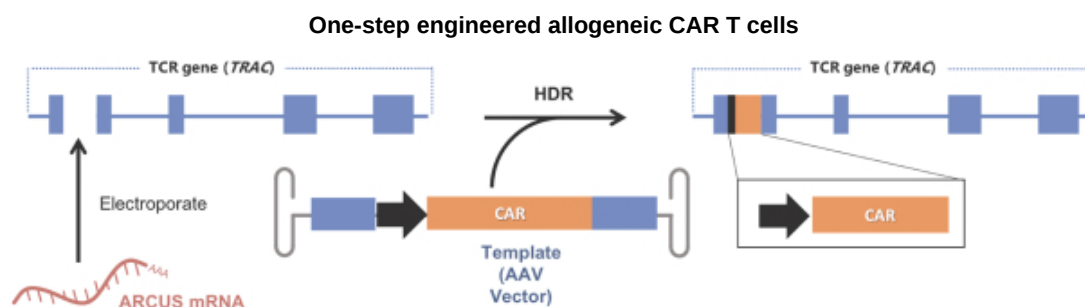 One-step engineered allogeneic CAR T cells
TCR gene (TRAC)
TCR gene (TRAC)
HDR
Electroporate
CAR
CAR
Template
(AAV
Vector)
ARCUS mRNA